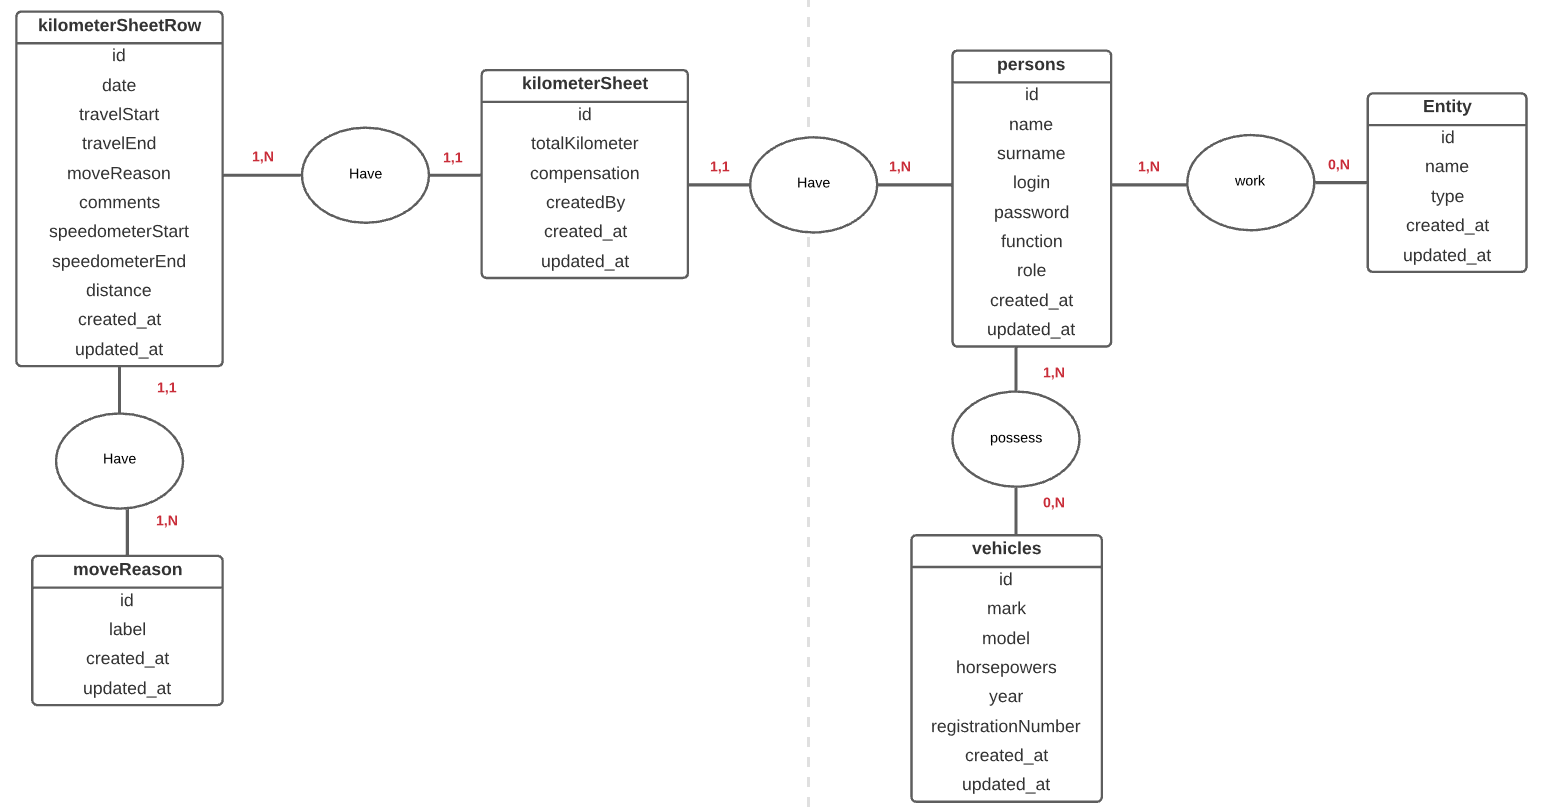 kilometerSheetRow
id
date
travelStart
travelEnd
moveReason
comments
speedometerStart
speedometerEnd
distance
created_at
updated_at
1,N
Have
1,1
kilometerSheet
id
totalKilometer
compensation
createdBy
created_at
updated_at
1,1
Have
1,N
persons
id
name
surname
login
password
function
role
created_at
updated_at
1,N
work
0,N
Entity
id
name
type
created_at
updated_at
1,1
Have
1,N
moveReason
id
label
created_at
updated_at
1,N
possess
0,N
vehicles
id
mark
model
horsepowers
year
registrationNumber
created_at
updated_at